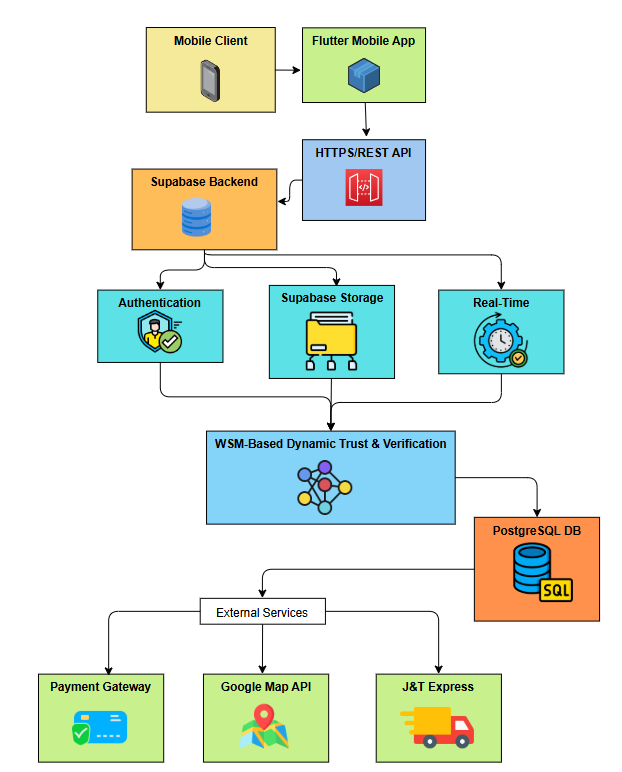 Mobile Client
Flutter Mobile App
HTTPS/REST API
</>
Supabase Backend
Authentication
Supabase Storage
Real-Time
WSM-Based Dynamic Trust & Verification
PostgreSQL DB
SQL
External Services
Payment Gateway
Google Map API
J&T Express